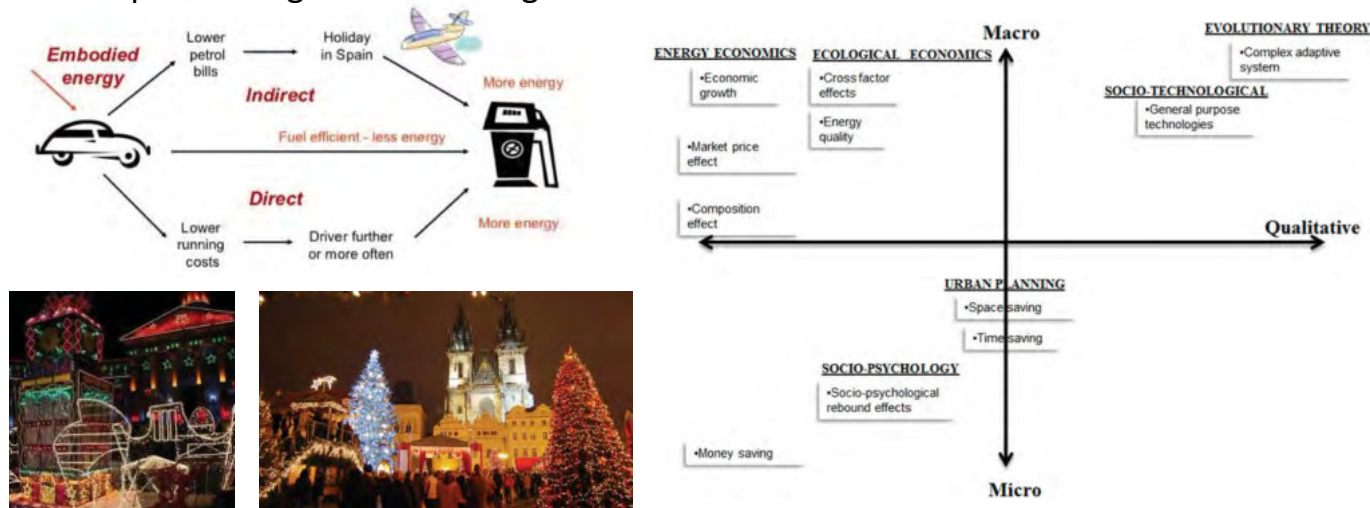 Embodied
energy
Lower
petrol
bills
Holiday
in Spain
More energy
Indirect
Fuel efficient - less energy
Direct
More energy
Lower
running
costs
Driver further
or more often
Macro
EVOLUTIONARY THEORY
•Complex adaptive
system
ENERGY ECONOMICS
•Economic
growth
•Market price
effect
•Composition
effect
ECOLOGICAL ECONOMICS
•Cross factor
effects
•Energy
quality
SOCIO-TECHNOLOGICAL
•General purpose
technologies
Qualitative
URBAN PLANNING
•Space saving
•Time saving
SOCIO-PSYCHOLOGY
•Socio-psychological
rebound effects
•Money saving
Micro